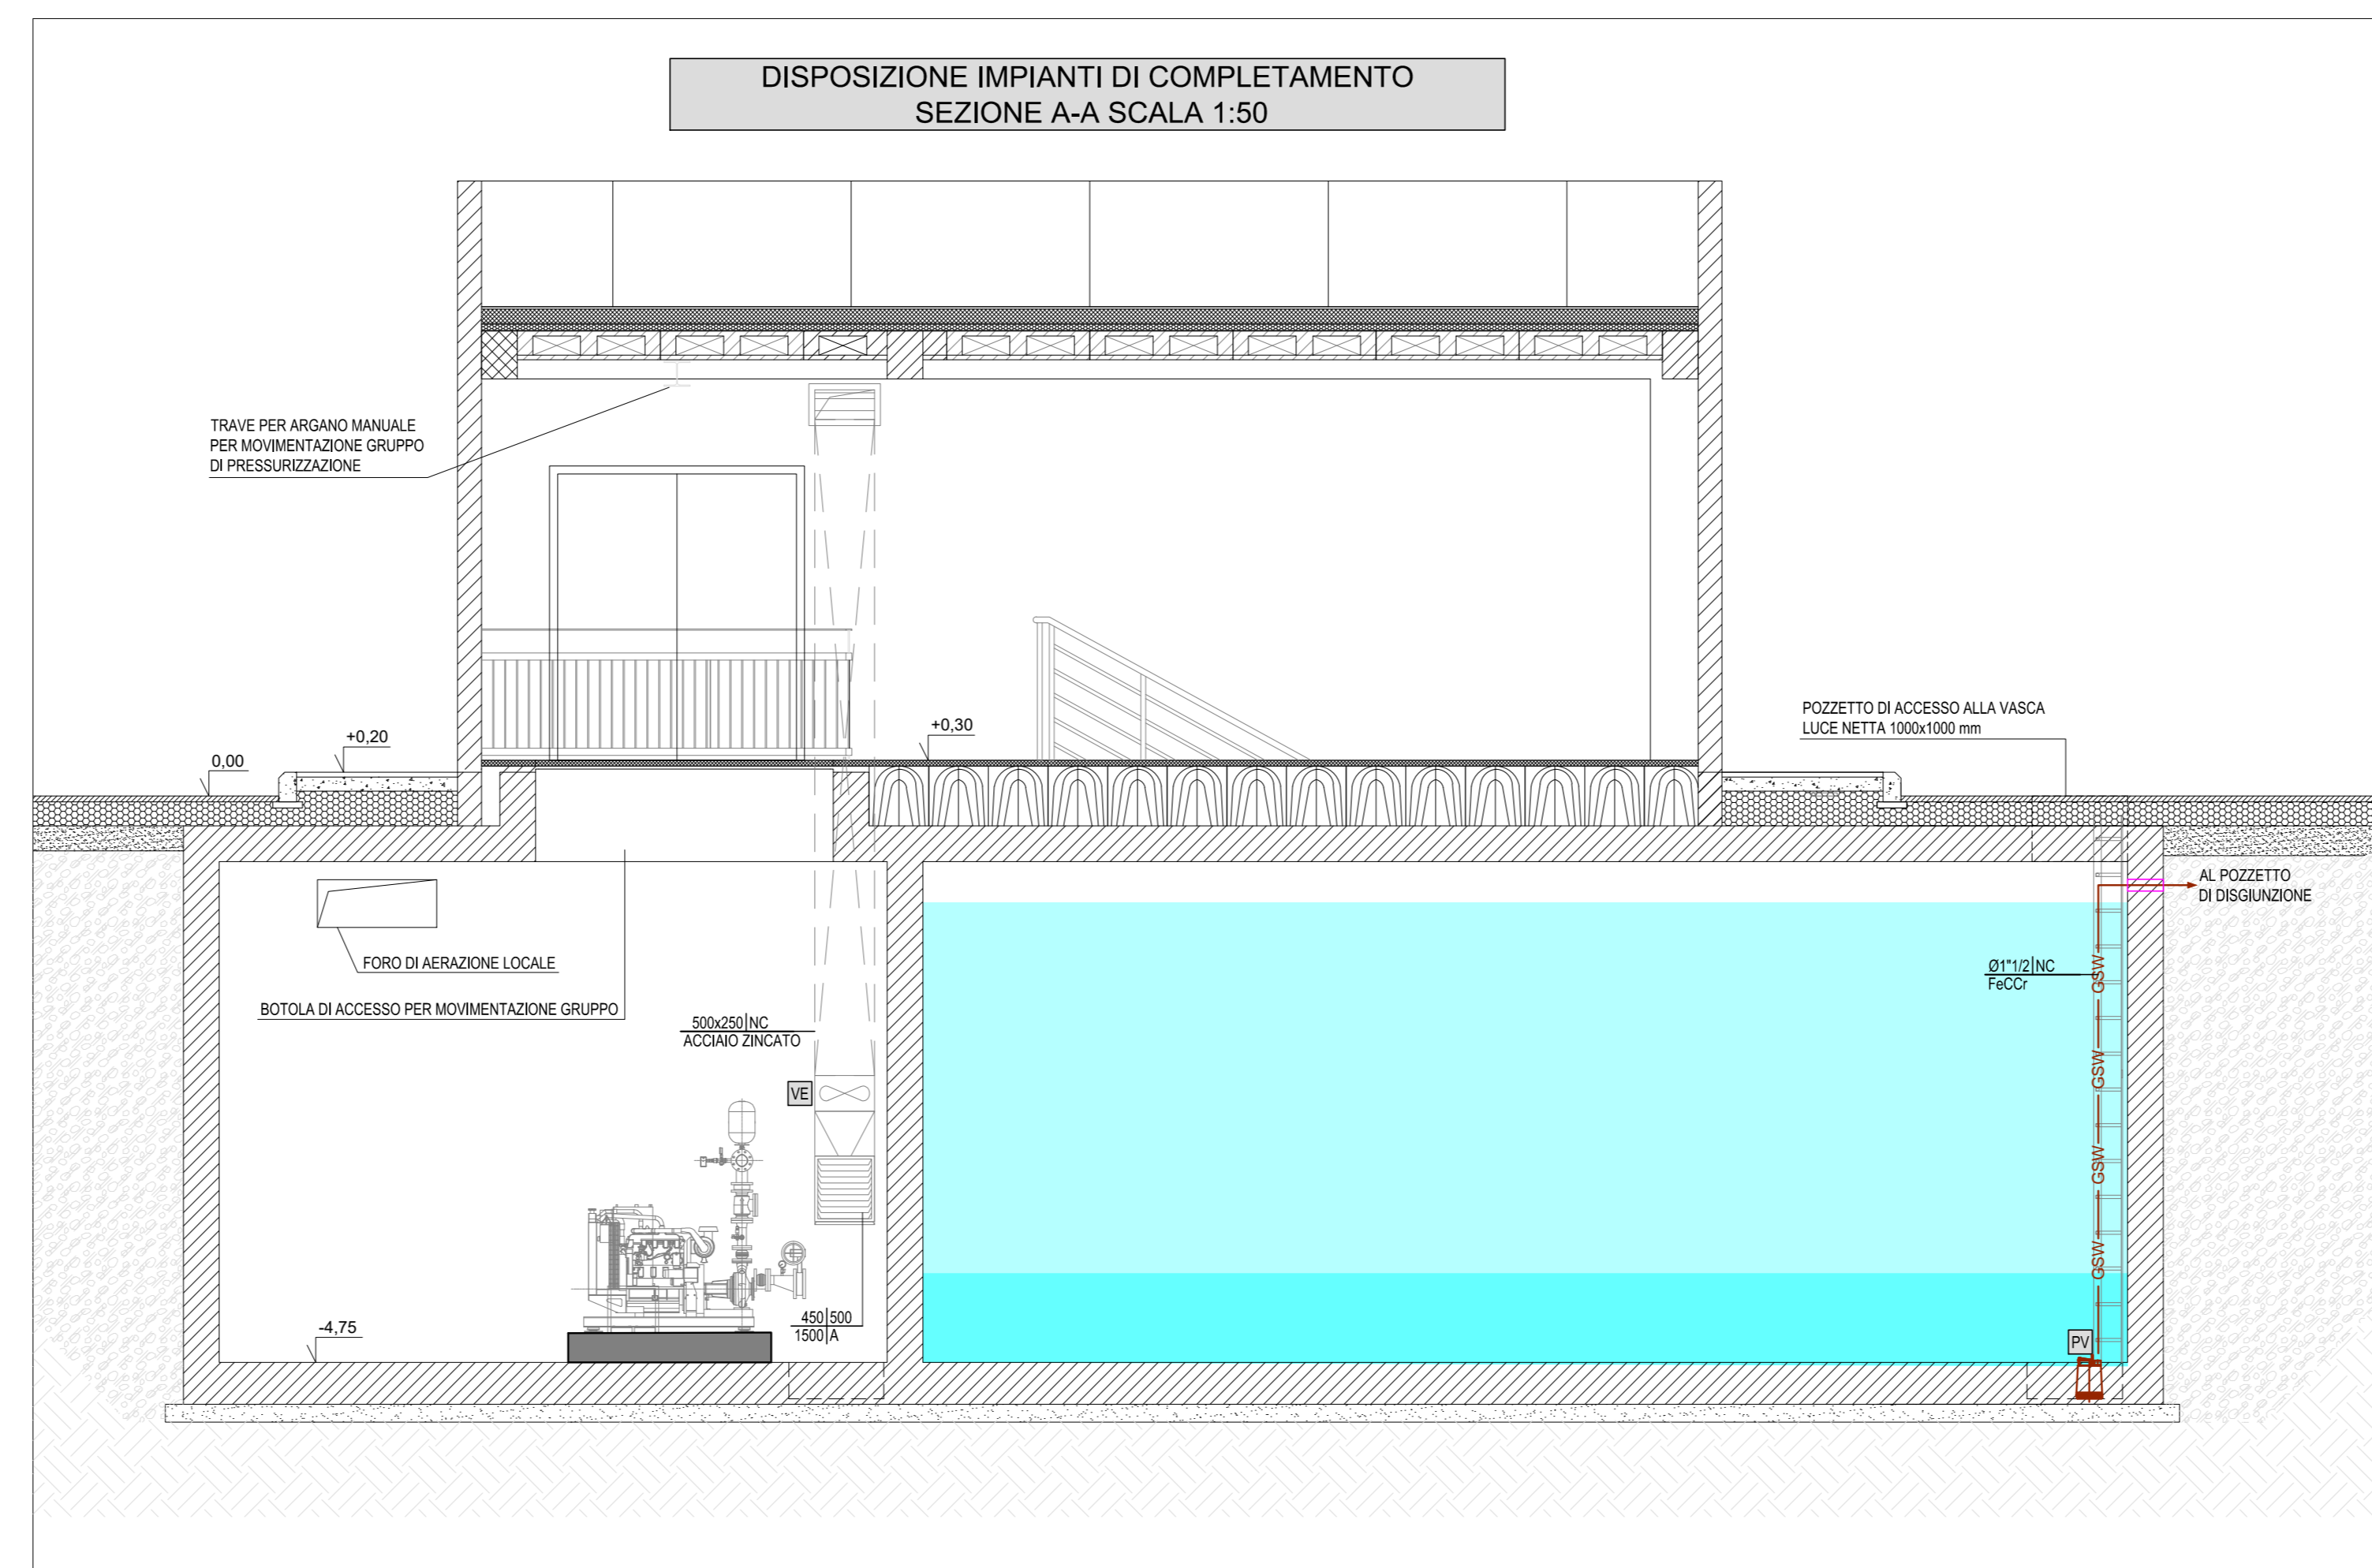 DISPOSIZIONE IMPIANTI DI COMPLETAMENTO
SEZIONE A-A SCALA 1:50
TRAVE PER ARGANO MANUALE
PER MOVIMENTAZIONE GRUPPO
DI PRESSURIZZAZIONE
POZZETTO DI ACCESSO ALLA VASCA
LUCE NETTA 1000x1000 mm
+0,30
+0,20
0,00
AL POZZETTO
DI DISGIUNZIONE
FORO DI AERAZIONE LOCALE
Ø1"1/2|NC
FeCCr
BOTOLA DI ACCESSO PER MOVIMENTAZIONE GRUPPO
500x250|NC
ACCIAIO ZINCATO
VE
GSW
GSW
GSW
GSW
450|500
1500|A
-4,75
PV